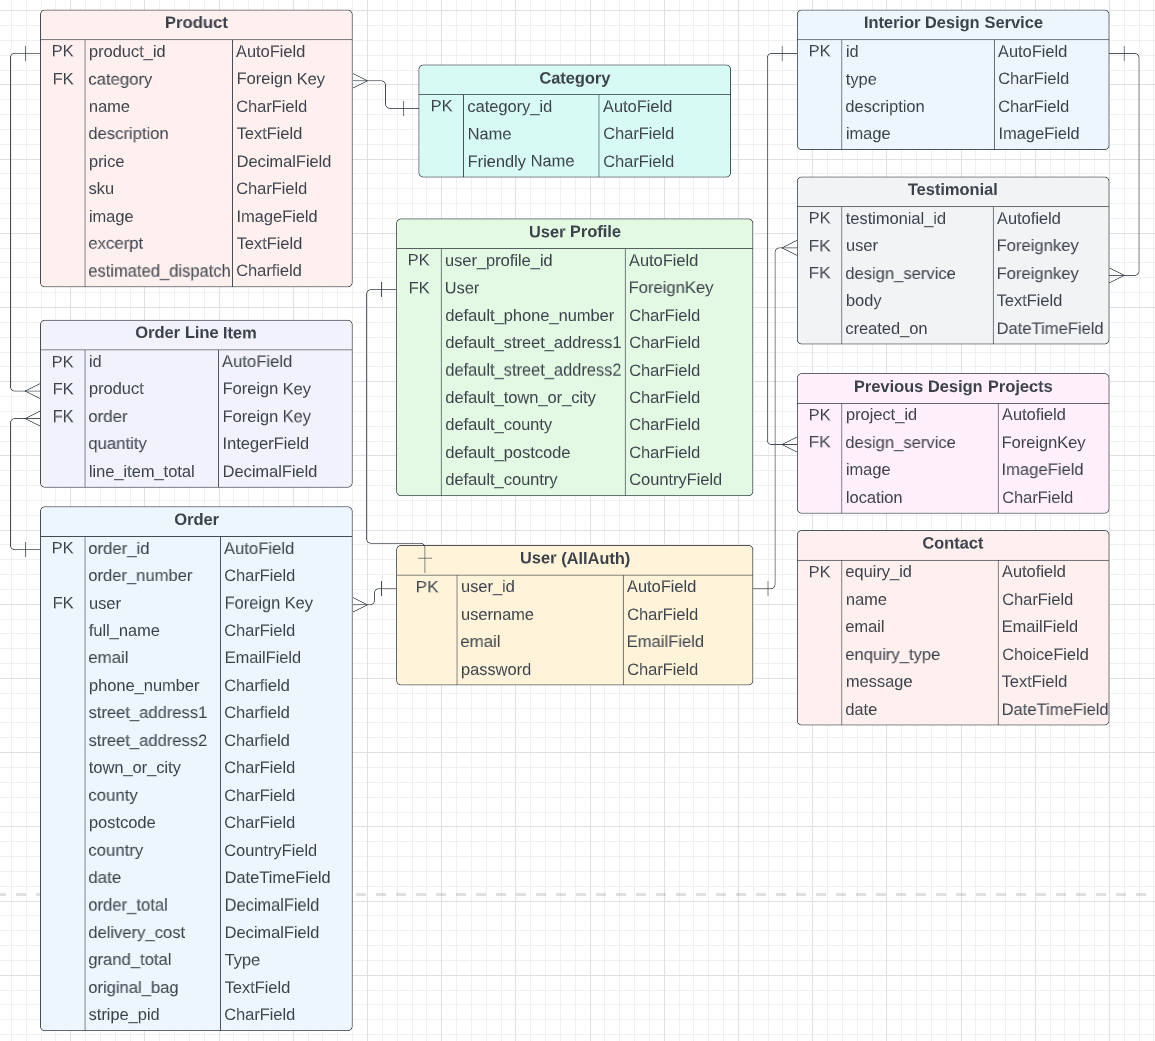 Product
PK product_id AutoField
FK category Foreign Key
name CharField
description TextField
price DecimalField
sku CharField
image ImageField
excerpt TextField
estimated_dispatch Charfield
Category
PK category_id AutoField
Name CharField
Friendly Name CharField
Interior Design Service
PK id AutoField
type CharField
description CharField
image ImageField
Testimonial
PK testimonial_id Autofield
FK user Foreignkey
FK design_service Foreignkey
body TextField
created_on DateTimeField
User Profile
PK user_profile_id AutoField
FK User ForeignKey
default_phone_number CharField
default_street_address1 CharField
default_street_address2 CharField
default_town_or_city CharField
default_county CharField
default_postcode CharField
default_country CountryField
Order Line Item
PK id AutoField
FK product Foreign Key
FK order Foreign Key
quantity IntegerField
line_item_total DecimalField
Previous Design Projects
PK project_id Autofield
FK design_service ForeignKey
image ImageField
location CharField
Order
PK order_id AutoField
order_number CharField
FK user Foreign Key
full_name CharField
email EmailField
phone_number Charfield
street_address1 Charfield
street_address2 Charfield
town_or_city CharField
county CharField
postcode CharField
country CountryField
date DateTimeField
order_total DecimalField
delivery_cost DecimalField
grand_total Type
original_bag TextField
stripe_pid CharField
User (AllAuth)
PK user_id AutoField
username CharField
email EmailField
password CharField
Contact
PK equiry_id Autofield
name CharField
email EmailField
enquiry_type ChoiceField
message TextField
date DateTimeField